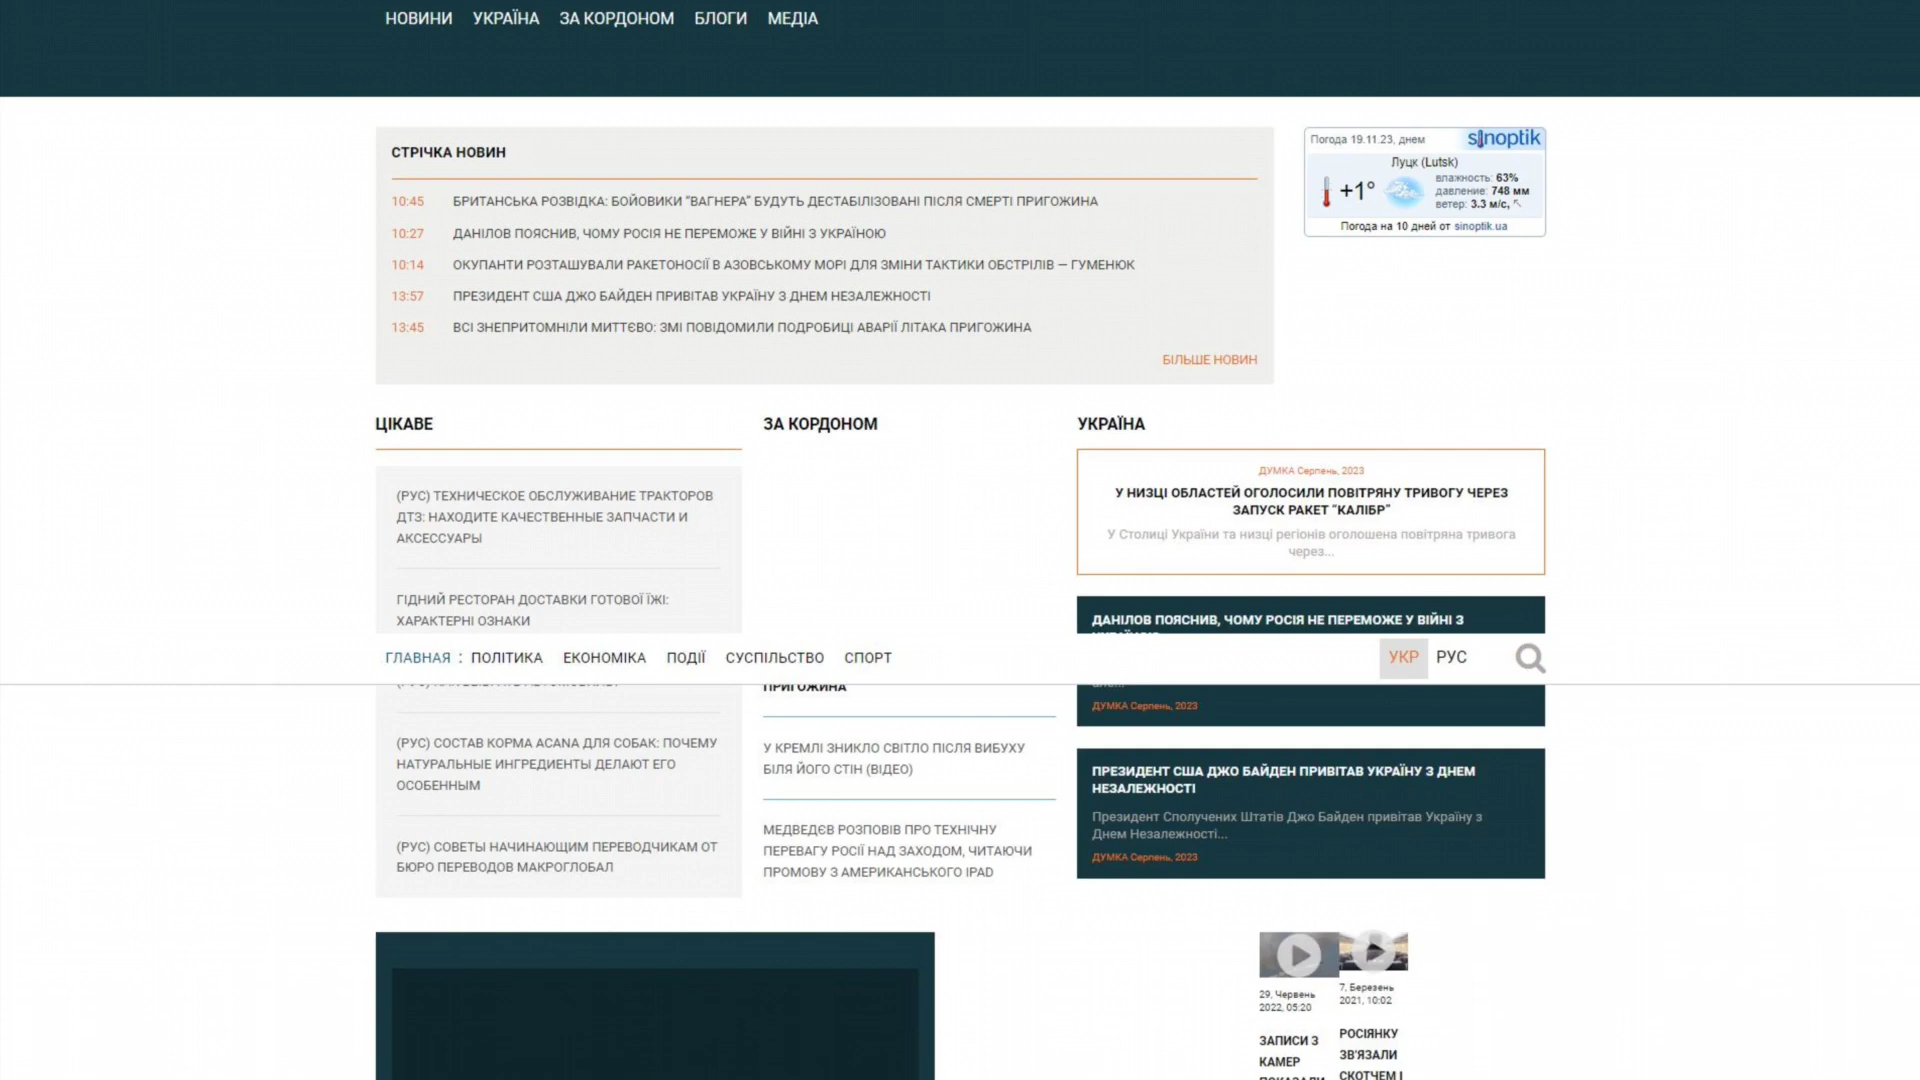 НОВИНИ УКРАЇНА ЗА КОРДОНОМ БЛОГИ МЕДІА
СТРІЧКА НОВИН
10:45 БРИТАНСЬКА РОЗВІДКА: БОЙОВИКИ "ВАГНЕРА" БУДУТЬ ДЕСТАБІЛІЗОВАНІ ПІСЛЯ СМЕРТІ ПРИГОЖИНА
10:27 ДАНІЛОВ ПОЯСНИВ, ЧОМУ РОСІЯ НЕ ПЕРЕМОЖЕ У ВІЙНІ З УКРАЇНОЮ
10:14 ОКУПАНТИ РОЗТАШУВАЛИ РАКЕТОНОСІЇ В АЗОВСЬКОМУ МОРІ ДЛЯ ЗМІНИ ТАКТИКИ ОБСТРІЛІВ — ГУМЕНЮК
13:57 ПРЕЗИДЕНТ США ДЖО БАЙДЕН ПРИВІТАВ УКРАЇНУ З ДНЕМ НЕЗАЛЕЖНОСТІ
13:45 ВСІ ЗНЕПРИТОМНІЛИ МИТТЄВО: ЗМІ ПОВІДОМИЛИ ПОДРОБИЦІ АВАРІЇ ЛІТАКА ПРИГОЖИНА
БІЛЬШЕ НОВИН
Погода 19.11.23, днем sinoptik
Луцк (Lutsk)
+1°
влажность: 63%
давление: 748 мм
ветер: 3.3 м/с,
Погода на 10 дней от sinoptik.ua
ЦІКАВЕ
(РУС) ТЕХНИЧЕСКОЕ ОБСЛУЖИВАНИЕ ТРАКТОРОВ
ДТЗ: НАХОДИТЕ КАЧЕСТВЕННЫЕ ЗАПЧАСТИ И
АКСЕССУАРЫ
ГІДНИЙ РЕСТОРАН ДОСТАВКИ ГОТОВОЇ ЇЖІ:
ХАРАКТЕРНІ ОЗНАКИ
ЗА КОРДОНОМ
УКРАЇНА
ДУМКА Серпень, 2023
У НИЗЦІ ОБЛАСТЕЙ ОГОЛОСИЛИ ПОВІТРЯНУ ТРИВОГУ ЧЕРЕЗ
ЗАПУСК РАКЕТ "КАЛІБР"
У Столиці України та низці регіонів оголошена повітряна тривога
через...
ДАНІЛОВ ПОЯСНИВ, ЧОМУ РОСІЯ НЕ ПЕРЕМОЖЕ У ВІЙНІ З
ГЛАВНАЯ : ПОЛІТИКА ЕКОНОМІКА ПОДІЇ СУСПІЛЬСТВО СПОРТ УКР РУС
(РУС) СОСТАВ КОРМА ACANA ДЛЯ СОБАК: ПОЧЕМУ
НАТУРАЛЬНЫЕ ИНГРЕДИЕНТЫ ДЕЛАЮТ ЕГО
ОСОБЕННЫМ
(РУС) СОВЕТЫ НАЧИНАЮЩИМ ПЕРЕВОДЧИКАМ ОТ
БЮРО ПЕРЕВОДОВ МАКРОГЛОБАЛ
ПРИГОЖИНА
У КРЕМЛІ ЗНИКЛО СВІТЛО ПІСЛЯ ВИБУХУ
БІЛЯ ЙОГО СТІН (ВІДЕО)
МЕДВЕДЄВ РОЗПОВІВ ПРО ТЕХНІЧНУ
ПЕРЕВАГУ РОСІЇ НАД ЗАХОДОМ, ЧИТАЮЧИ
ПРОМОВУ З АМЕРИКАНСЬКОГО IPAD
ДУМКА Серпень, 2023
ПРЕЗИДЕНТ США ДЖО БАЙДЕН ПРИВІТАВ УКРАЇНУ З ДНЕМ
НЕЗАЛЕЖНОСТІ
Президент Сполучених Штатів Джо Байден привітав Україну з
Днем Незалежності...
ДУМКА Серпень, 2023
29, Червень
2022, 05:20
ЗАПИСИ З
КАМЕР
ПОКАЗАЛИ
7, Березень
2021, 10:02
РОСІЯНКУ
ЗВ'ЯЗАЛИ
СКОТЧЕМ І